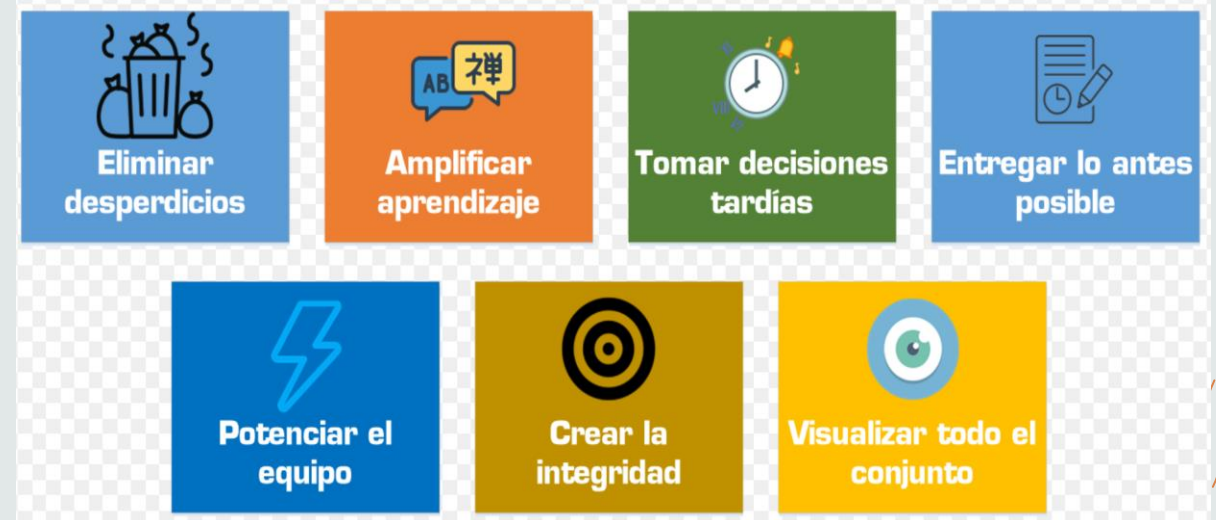 AB
禅
VII
Eliminar
desperdicios
Amplificar
aprendizaje
Tomar decisiones
tardías
Entregar lo antes
posible
Potenciar el
equipo
Crear la
integridad
Visualizar todo el
conjunto